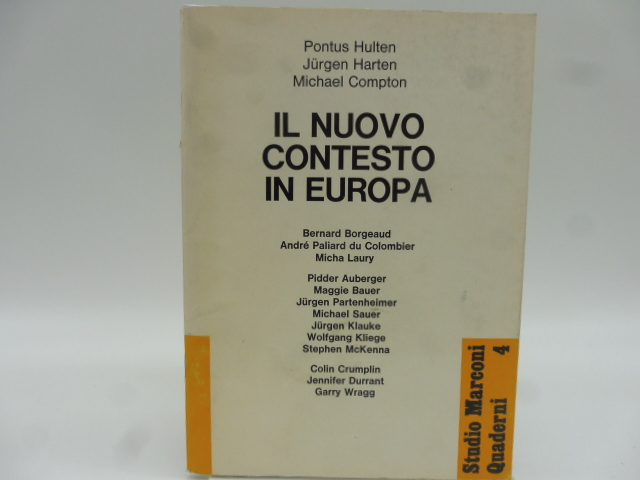 Pontus Hulten
Jürgen Harten
Michael Compton
IL NUOVO
CONTESTO
IN EUROPA
Bernard Borgeaud
André Paliard du Colombier
Micha Laury
Pidder Auberger
Maggie Bauer
Jürgen Partenheimer
Michael Sauer
Jürgen Klauke
Wolfgang Kliege
Stephen McKenna
Colin Crumplin
Jennifer Durrant
Garry Wragg
Studio Marconi
Quaderni 4